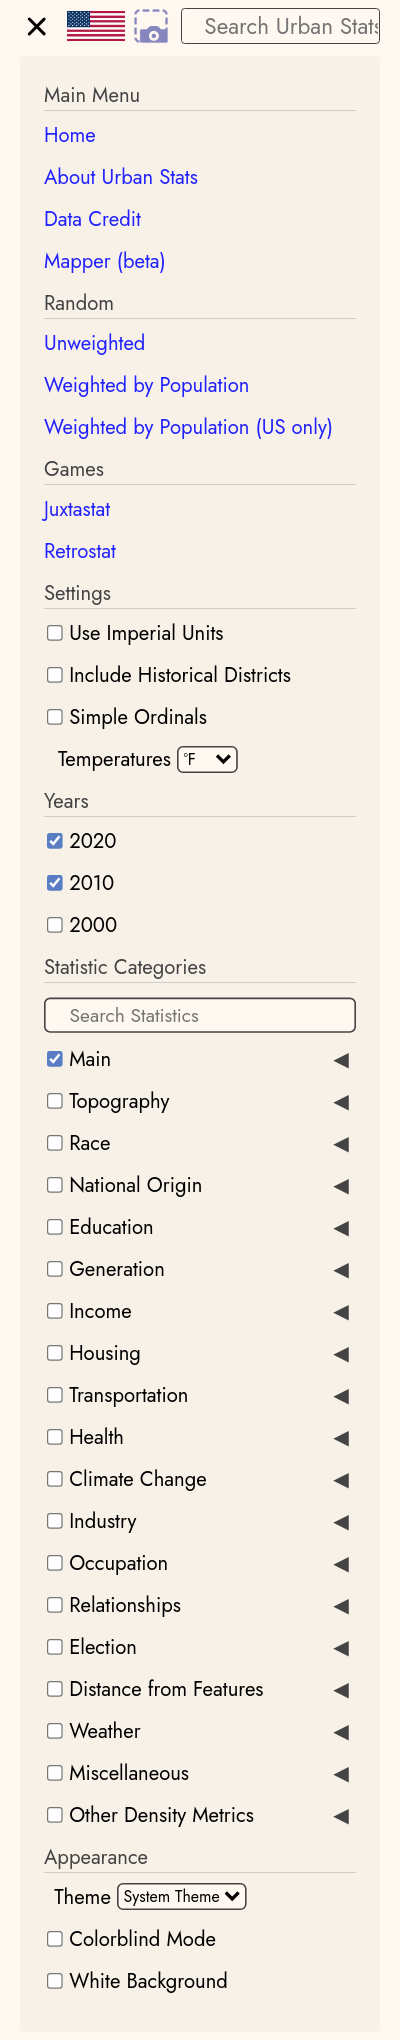 Search Urban Stats
Main Menu
Home
About Urban Stats
Data Credit
Mapper (beta)
Random
Unweighted
Weighted by Population
Weighted by Population (US only)
Games
Juxtastat
Retrostat
Settings
Use Imperial Units
Include Historical Districts
Simple Ordinals
Temperatures °F
Years
2020
2010
2000
Statistic Categories
Search Statistics
Main
Topography
Race
National Origin
Education
Generation
Income
Housing
Transportation
Health
Climate Change
Industry
Occupation
Relationships
Election
Distance from Features
Weather
Miscellaneous
Other Density Metrics
Appearance
Theme System Theme
Colorblind Mode
White Background